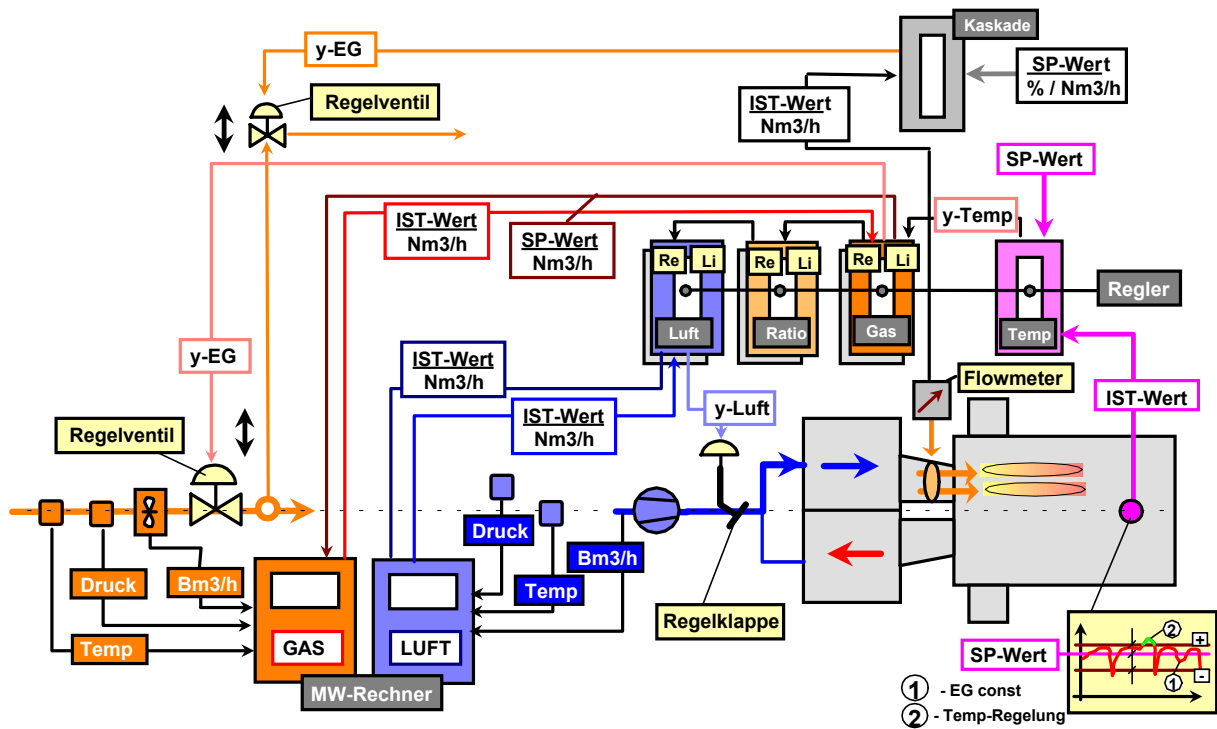 Kaskade
y-EG
SP-Wert
% / Nm3/h
Regelventil
IST-Wert
Nm3/h
SP-Wert
IST-Wert
Nm3/h
SP-Wert
Nm3/h
y-Temp
Re
Li
Re
Li
Re
Li
Luft
Ratio
Gas
Temp
Regler
y-EG
IST-Wert
Nm3/h
IST-Wert
Nm3/h
y-Luft
Flowmeter
IST-Wert
Regelventil
Druck
Bm3/h
Temp
Druck
Temp
Bm3/h
GAS
LUFT
MW-Rechner
Regelklappe
SP-Wert
2
+
-
1
1 - EG const
2 - Temp-Regelung